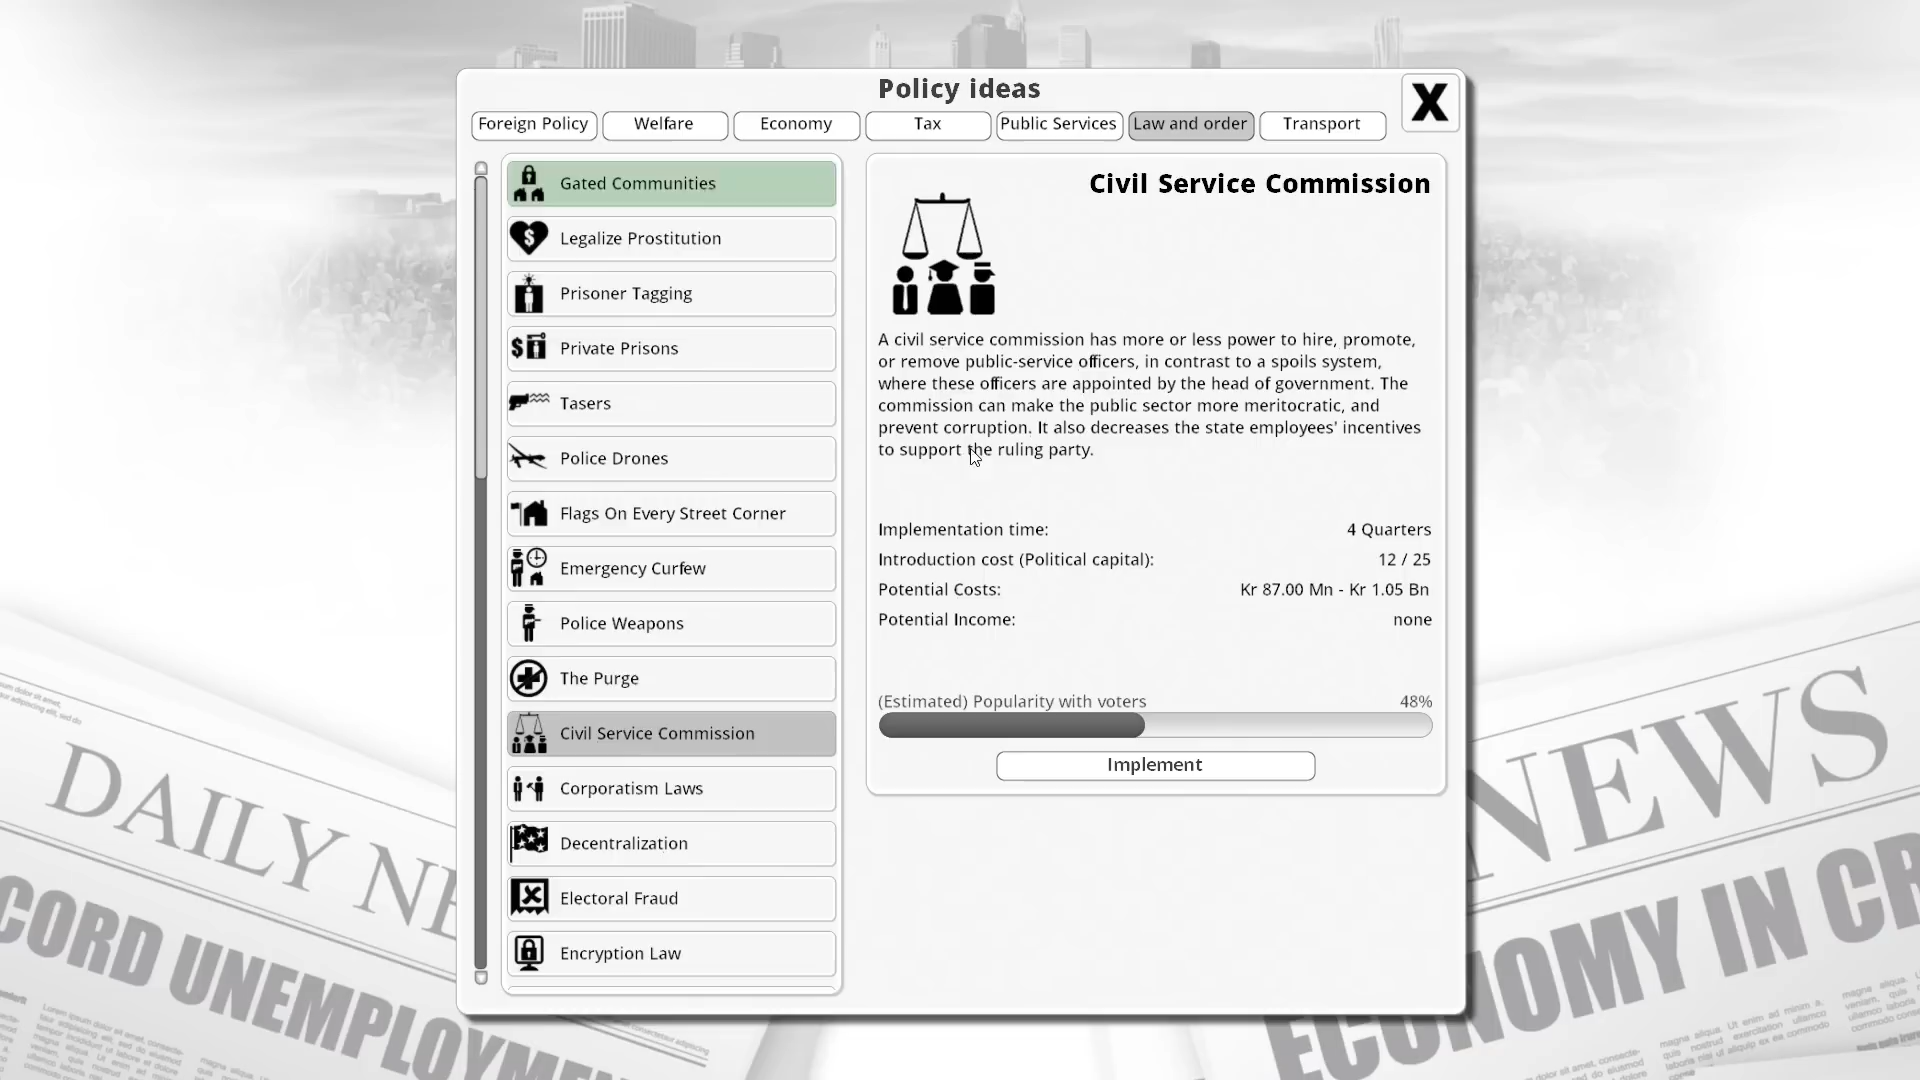 Policy ideas
X
Foreign Policy
Welfare
Economy
Tax
Public Services
Law and order
Transport
Gated Communities
Legalize Prostitution
Prisoner Tagging
Private Prisons
Tasers
Police Drones
Flags On Every Street Corner
Emergency Curfew
Police Weapons
The Purge
Civil Service Commission
Corporatism Laws
Decentralization
Electoral Fraud
Encryption Law
Civil Service Commission
A civil service commission has more or less power to hire, promote,
or remove public-service officers, in contrast to a spoils system,
where these officers are appointed by the head of government. The
commission can make the public sector more meritocratic, and
prevent corruption. It also decreases the state employees' incentives
to support the ruling party.
Implementation time: 4 Quarters
Introduction cost (Political capital): 12 / 25
Potential Costs: Kr 87.00 Mn - Kr 1.05 Bn
Potential Income: none
(Estimated) Popularity with voters 48%
Implement
DAILY NE
CORD UNEMPLOYME
NEWS
ECONOMY IN CR